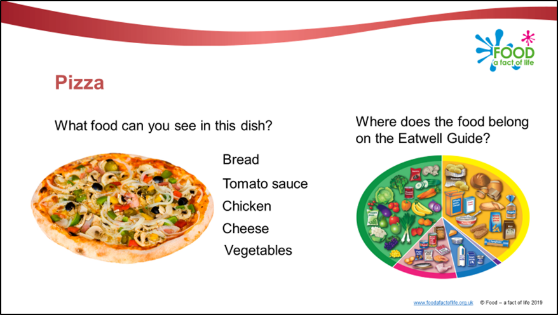 FOOD
a fact of life
Pizza
What food can you see in this dish?
Bread
Tomato sauce
Chicken
Cheese
Vegetables
Where does the food belong
on the Eatwell Guide?
www.foodafactoflife.org.uk © Food – a fact of life 2019